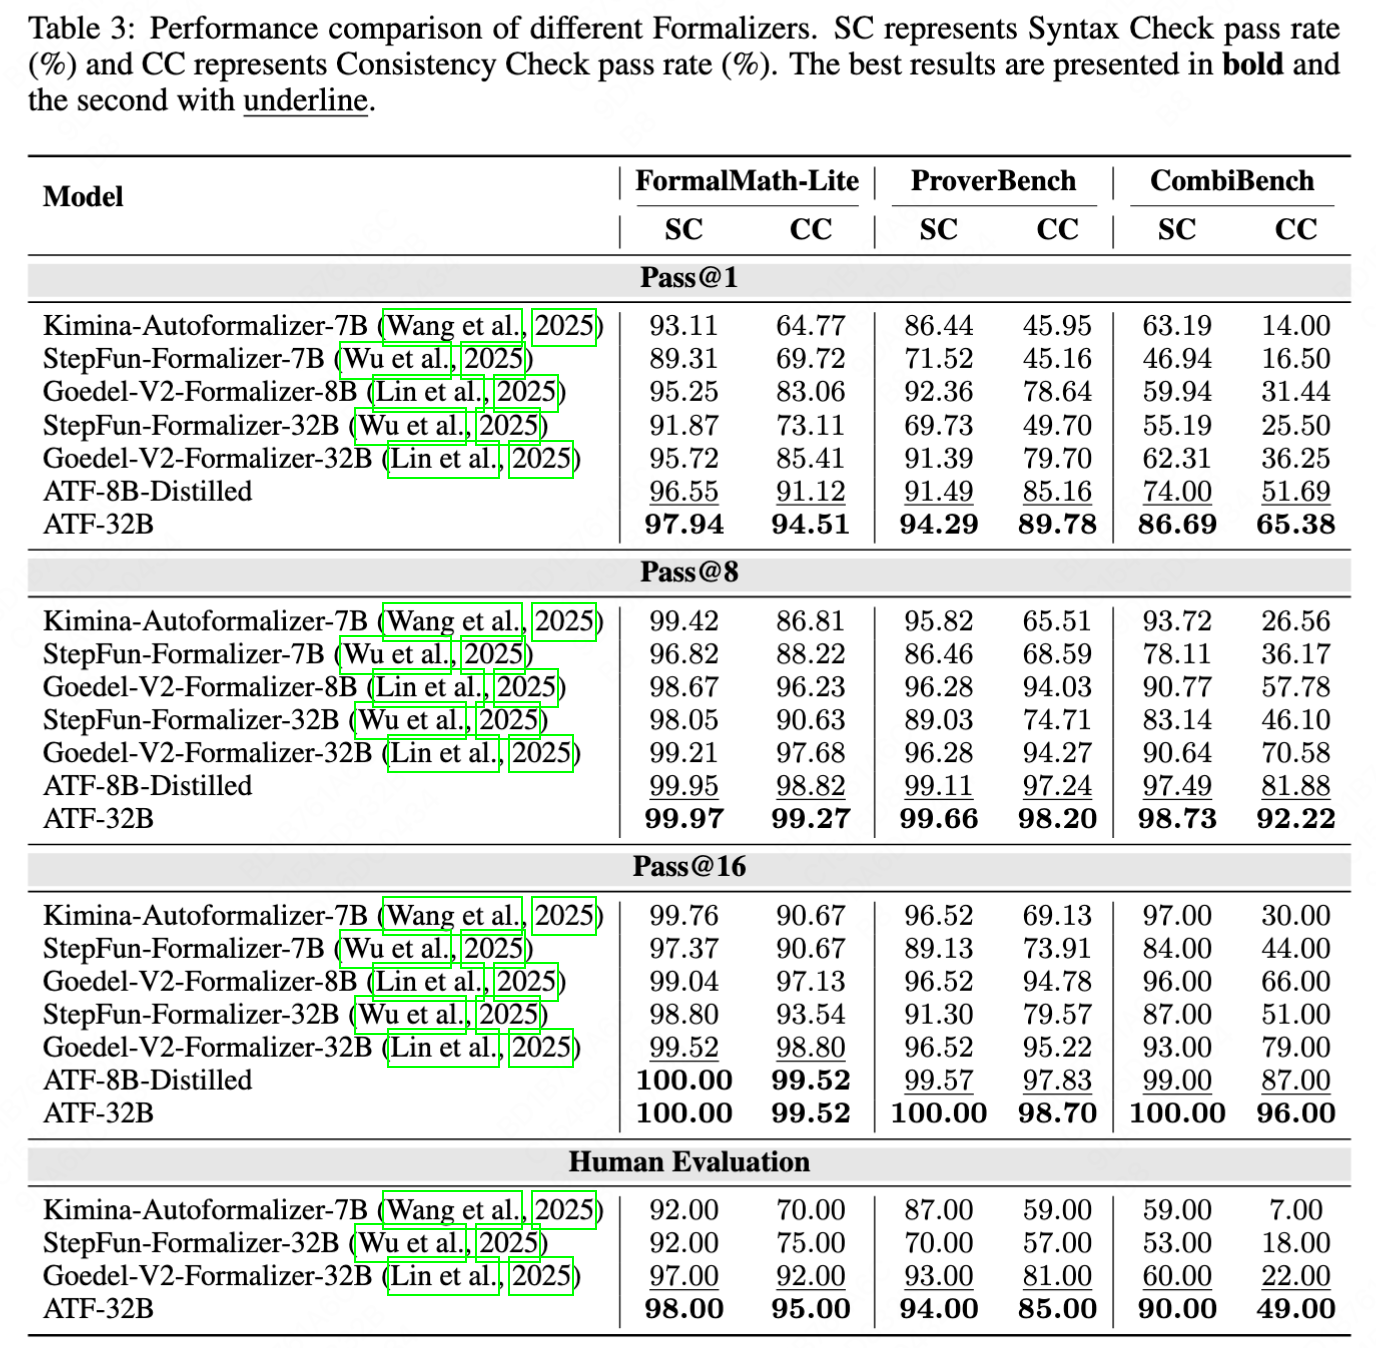 Table 3: Performance comparison of different Formalizers. SC represents Syntax Check pass rate
(%) and CC represents Consistency Check pass rate (%). The best results are presented in bold and
the second with underline.
Model FormalMath-Lite ProverBench CombiBench
SC CC SC CC SC CC
Pass@1
Kimina-Autoformalizer-7B (Wang et al., 2025) 93.11 64.77 86.44 45.95 63.19 14.00
StepFun-Formalizer-7B (Wu et al., 2025) 89.31 69.72 71.52 45.16 46.94 16.50
Goedel-V2-Formalizer-8B (Lin et al., 2025) 95.25 83.06 92.36 78.64 59.94 31.44
StepFun-Formalizer-32B (Wu et al., 2025) 91.87 73.11 69.73 49.70 55.19 25.50
Goedel-V2-Formalizer-32B (Lin et al., 2025) 95.72 85.41 91.39 79.70 62.31 36.25
ATF-8B-Distilled 96.55 91.12 91.49 85.16 74.00 51.69
ATF-32B 97.94 94.51 94.29 89.78 86.69 65.38
Pass@8
Kimina-Autoformalizer-7B (Wang et al., 2025) 99.42 86.81 95.82 65.51 93.72 26.56
StepFun-Formalizer-7B (Wu et al., 2025) 96.82 88.22 86.46 68.59 78.11 36.17
Goedel-V2-Formalizer-8B (Lin et al., 2025) 98.67 96.23 96.28 94.03 90.77 57.78
StepFun-Formalizer-32B (Wu et al., 2025) 98.05 90.63 89.03 74.71 83.14 46.10
Goedel-V2-Formalizer-32B (Lin et al., 2025) 99.21 97.68 96.28 94.27 90.64 70.58
ATF-8B-Distilled 99.95 98.82 99.11 97.24 97.49 81.88
ATF-32B 99.97 99.27 99.66 98.20 98.73 92.22
Pass@16
Kimina-Autoformalizer-7B (Wang et al., 2025) 99.76 90.67 96.52 69.13 97.00 30.00
StepFun-Formalizer-7B (Wu et al., 2025) 97.37 90.67 89.13 73.91 84.00 44.00
Goedel-V2-Formalizer-8B (Lin et al., 2025) 99.04 97.13 96.52 94.78 96.00 66.00
StepFun-Formalizer-32B (Wu et al., 2025) 98.80 93.54 91.30 79.57 87.00 51.00
Goedel-V2-Formalizer-32B (Lin et al., 2025) 99.52 98.80 96.52 95.22 93.00 79.00
ATF-8B-Distilled 100.00 99.52 99.57 97.83 99.00 87.00
ATF-32B 100.00 99.52 100.00 98.70 100.00 96.00
Human Evaluation
Kimina-Autoformalizer-7B (Wang et al., 2025) 92.00 70.00 87.00 59.00 59.00 7.00
StepFun-Formalizer-32B (Wu et al., 2025) 92.00 75.00 70.00 57.00 53.00 18.00
Goedel-V2-Formalizer-32B (Lin et al., 2025) 97.00 92.00 93.00 81.00 60.00 22.00
ATF-32B 98.00 95.00 94.00 85.00 90.00 49.00